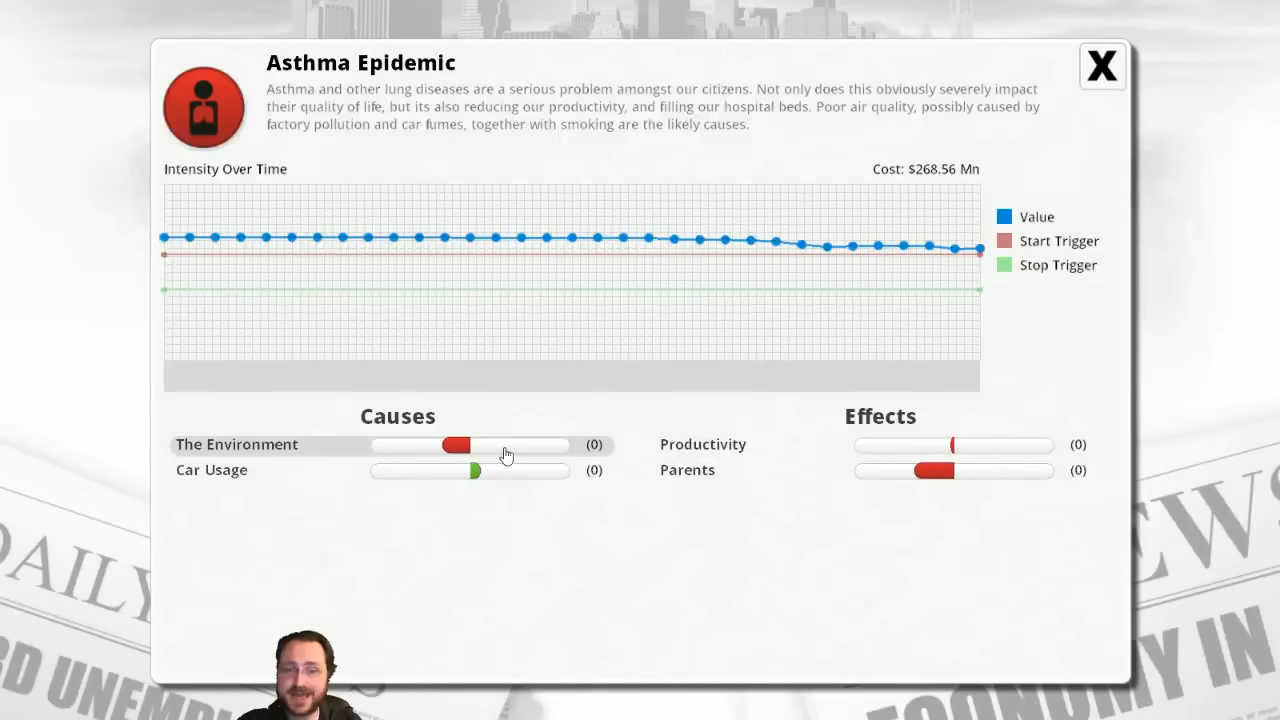 Asthma Epidemic
X
Asthma and other lung diseases are a serious problem amongst our citizens. Not only does this obviously severely impact
their quality of life, but its also reducing our productivity, and filling our hospital beds. Poor air quality, possibly caused by
factory pollution and car fumes, together with smoking are the likely causes.
Intensity Over Time
Cost: $268.56 Mn
Value
Start Trigger
Stop Trigger
Causes
Effects
The Environment (0)
Productivity (0)
Car Usage (0)
Parents (0)
DAILY
NEWS
ECONOMY IN